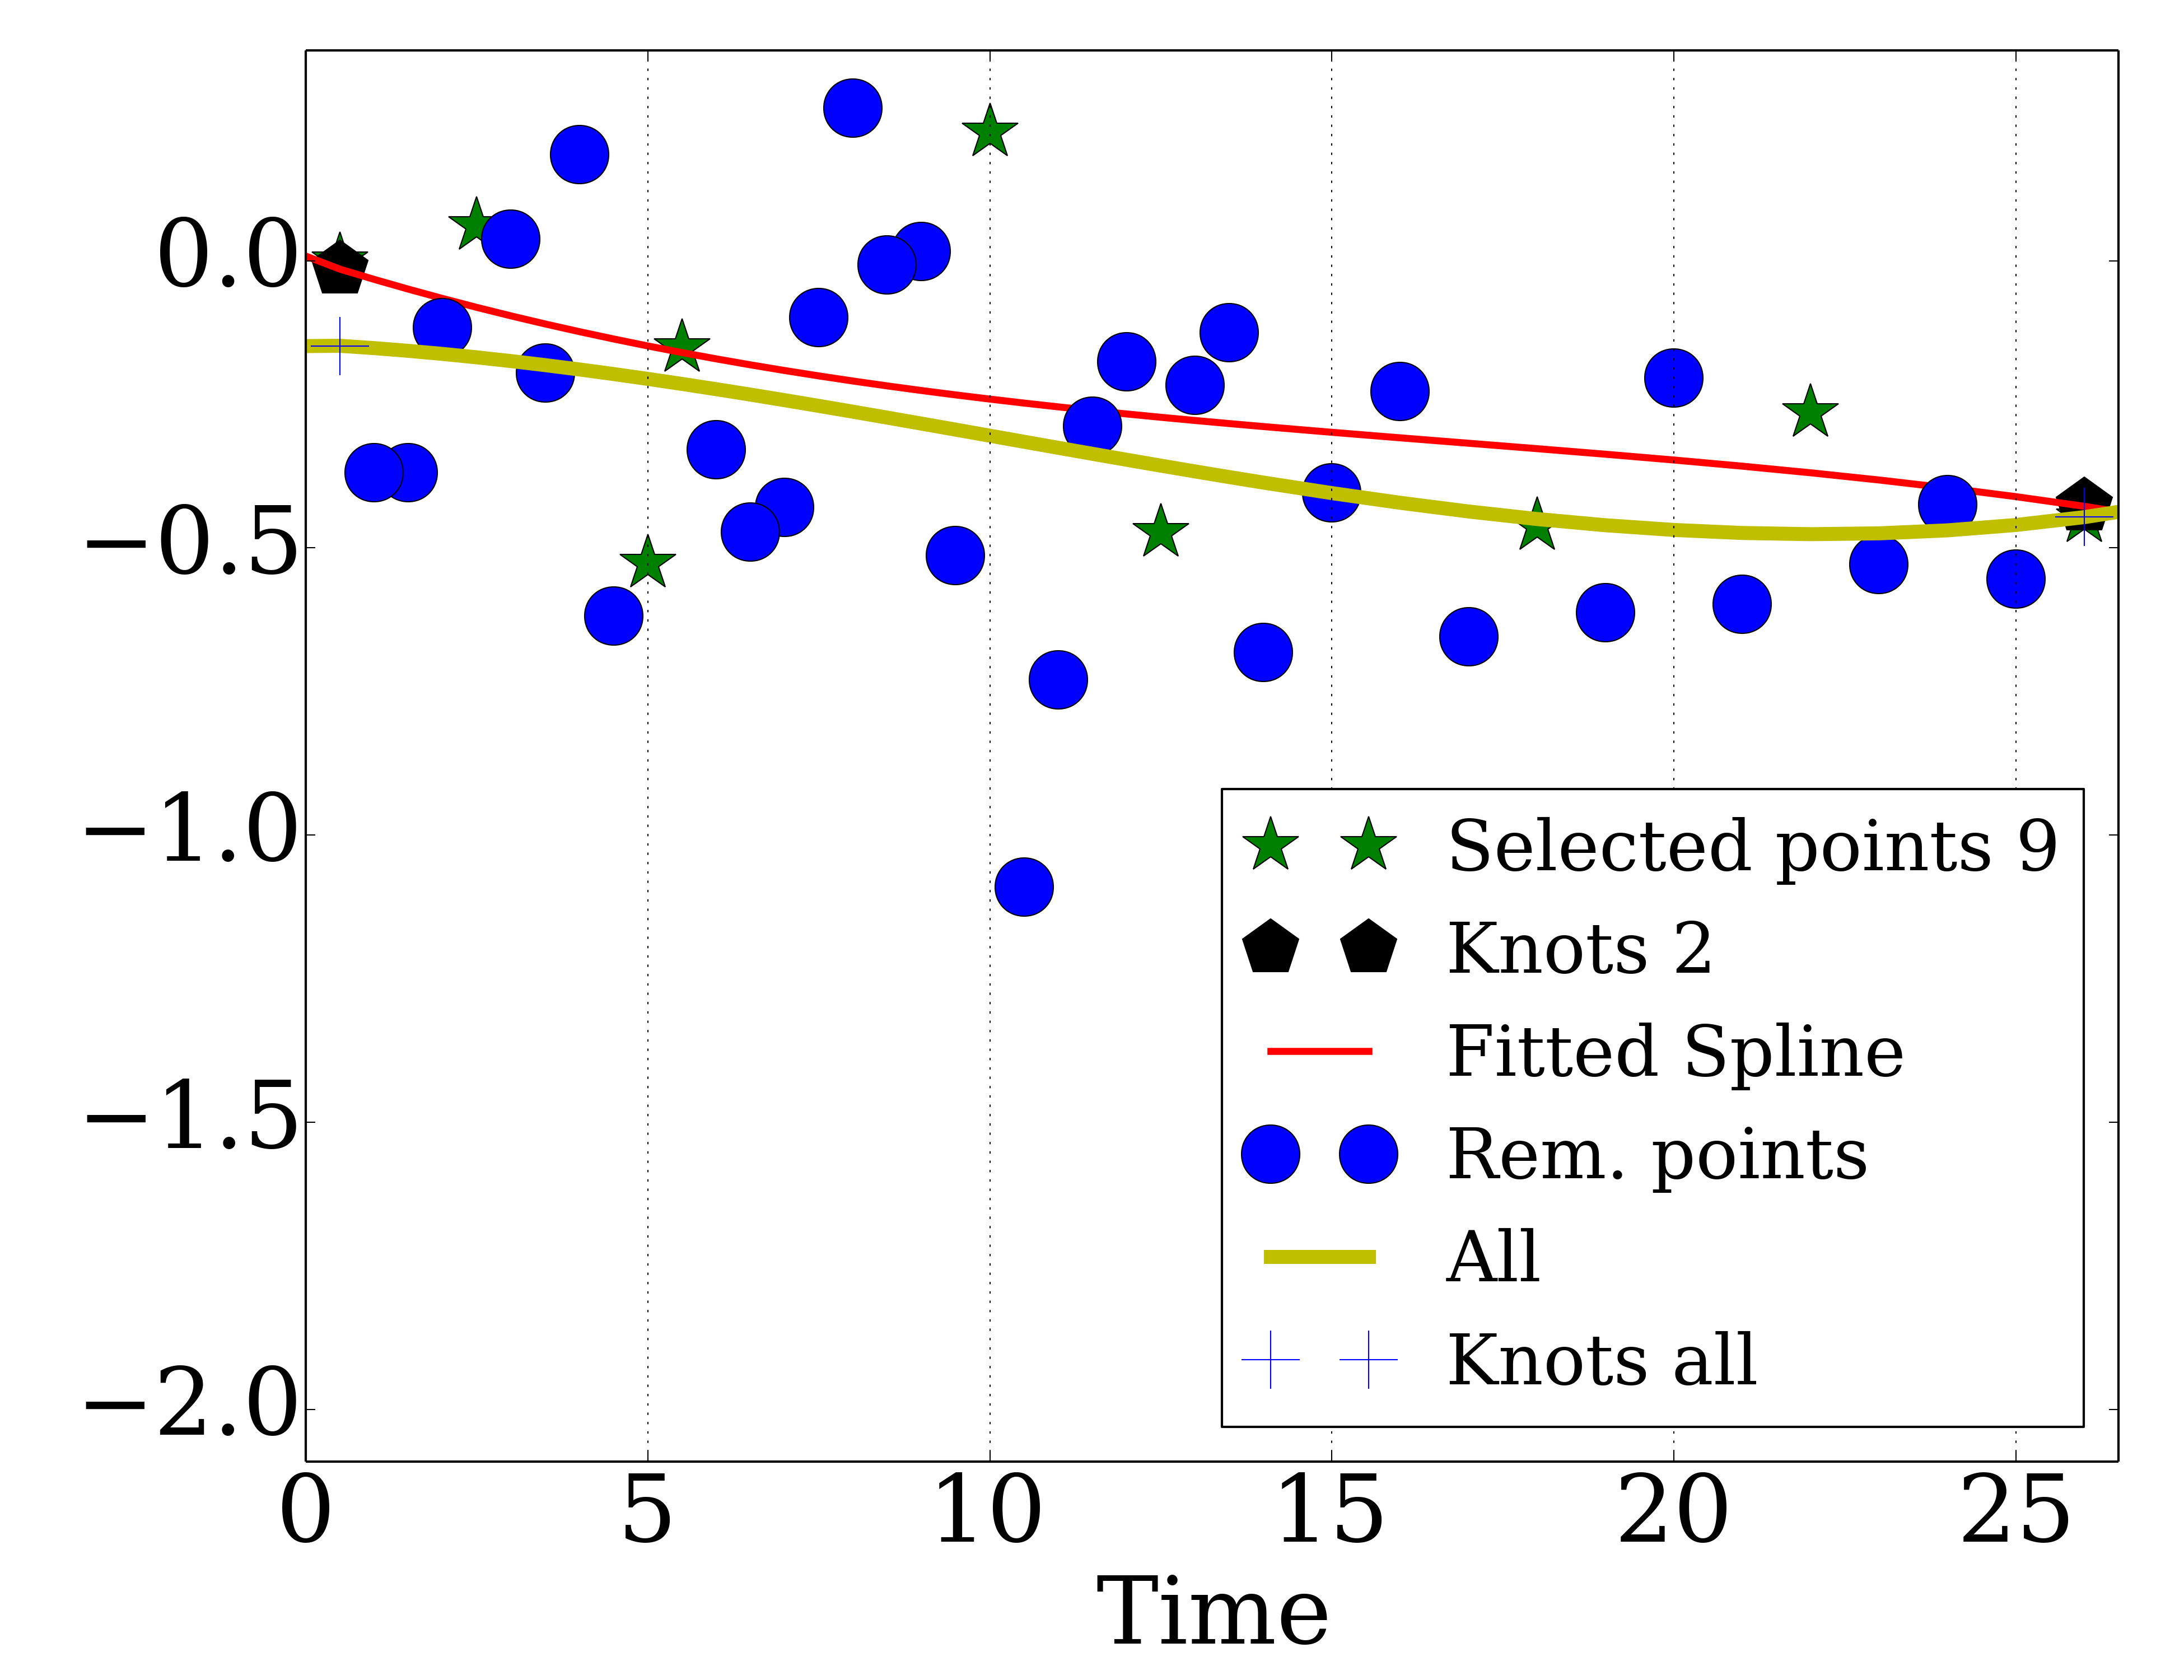 0.0
−0.5
−1.0
−1.5
−2.0
Selected points 9
Knots 2
Fitted Spline
Rem. points
All
Knots all
0 5 10 15 20 25
Time